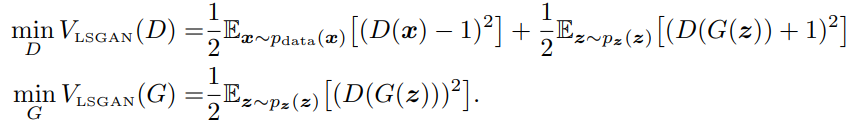 min_D V_LSGAN(D) = 1/2 𝔼_{x∼p_data(x)}[(D(x) − 1)²] + 1/2 𝔼_{z∼p_z(z)}[(D(G(z)) + 1)²]
min_G V_LSGAN(G) = 1/2 𝔼_{z∼p_z(z)}[(D(G(z)))²].